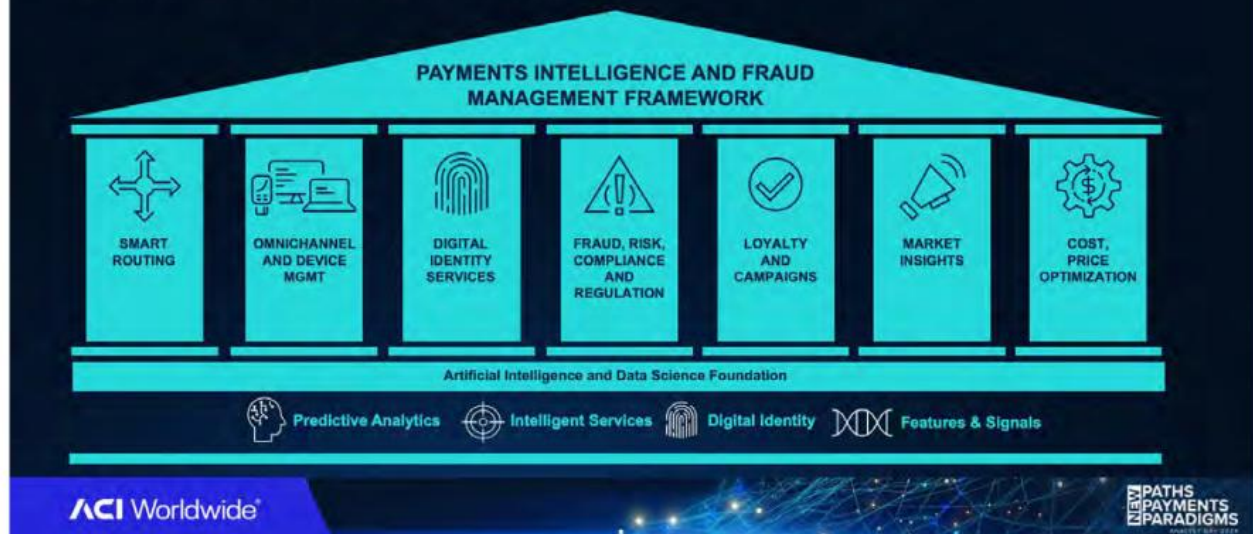 PAYMENTS INTELLIGENCE AND FRAUD
MANAGEMENT FRAMEWORK
SMART
ROUTING
OMNICHANNEL
AND DEVICE
MGMT
DIGITAL
IDENTITY
SERVICES
FRAUD, RISK,
COMPLIANCE
AND
REGULATION
LOYALTY
AND
CAMPAIGNS
MARKET
INSIGHTS
COST,
PRICE
OPTIMIZATION
$
Artificial Intelligence and Data Science Foundation
Predictive Analytics
Intelligent Services
Digital Identity
Features & Signals
ACI Worldwide®
NEW
PATHS
PAYMENTS
PARADIGMS